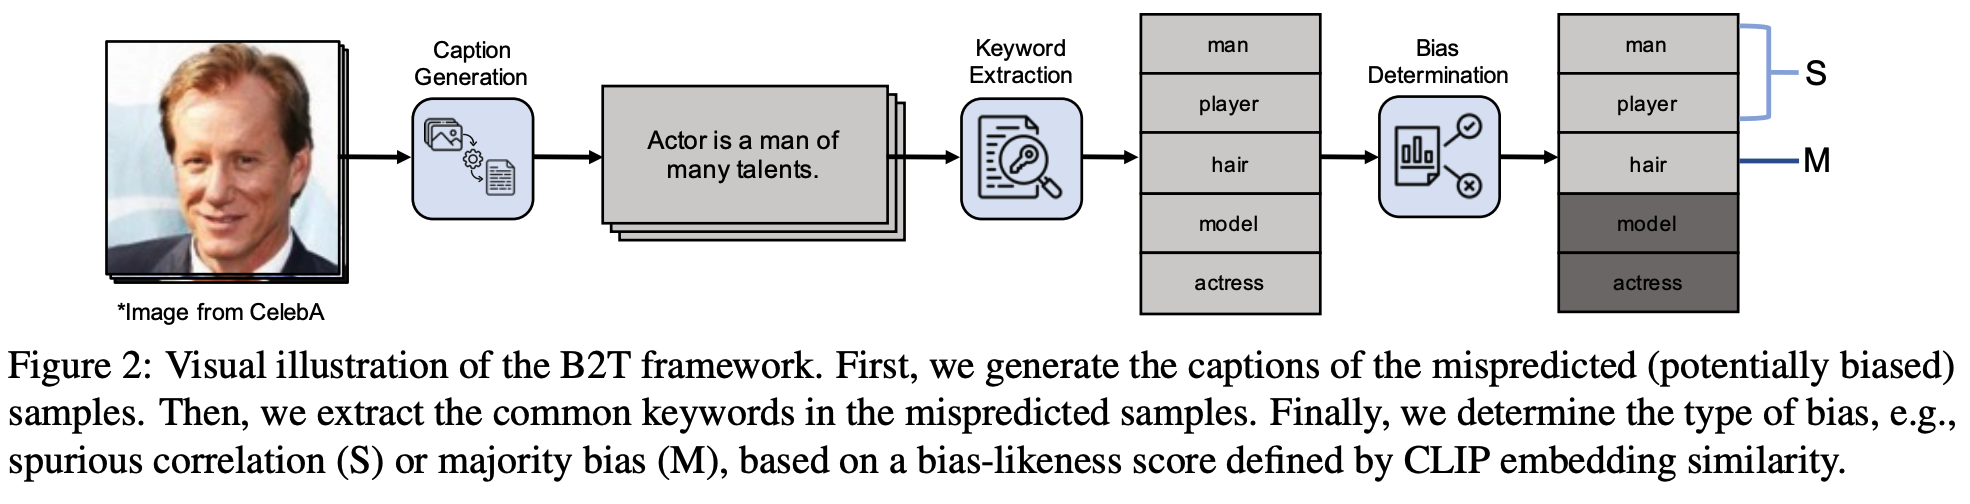 Caption
Generation
Actor is a man of
many talents.
Keyword
Extraction
man
player
hair
model
actress
Bias
Determination
man
player
hair
model
actress
S
M
*Image from CelebA
Figure 2: Visual illustration of the B2T framework. First, we generate the captions of the mispredicted (potentially biased)
samples. Then, we extract the common keywords in the mispredicted samples. Finally, we determine the type of bias, e.g.,
spurious correlation (S) or majority bias (M), based on a bias-likeness score defined by CLIP embedding similarity.